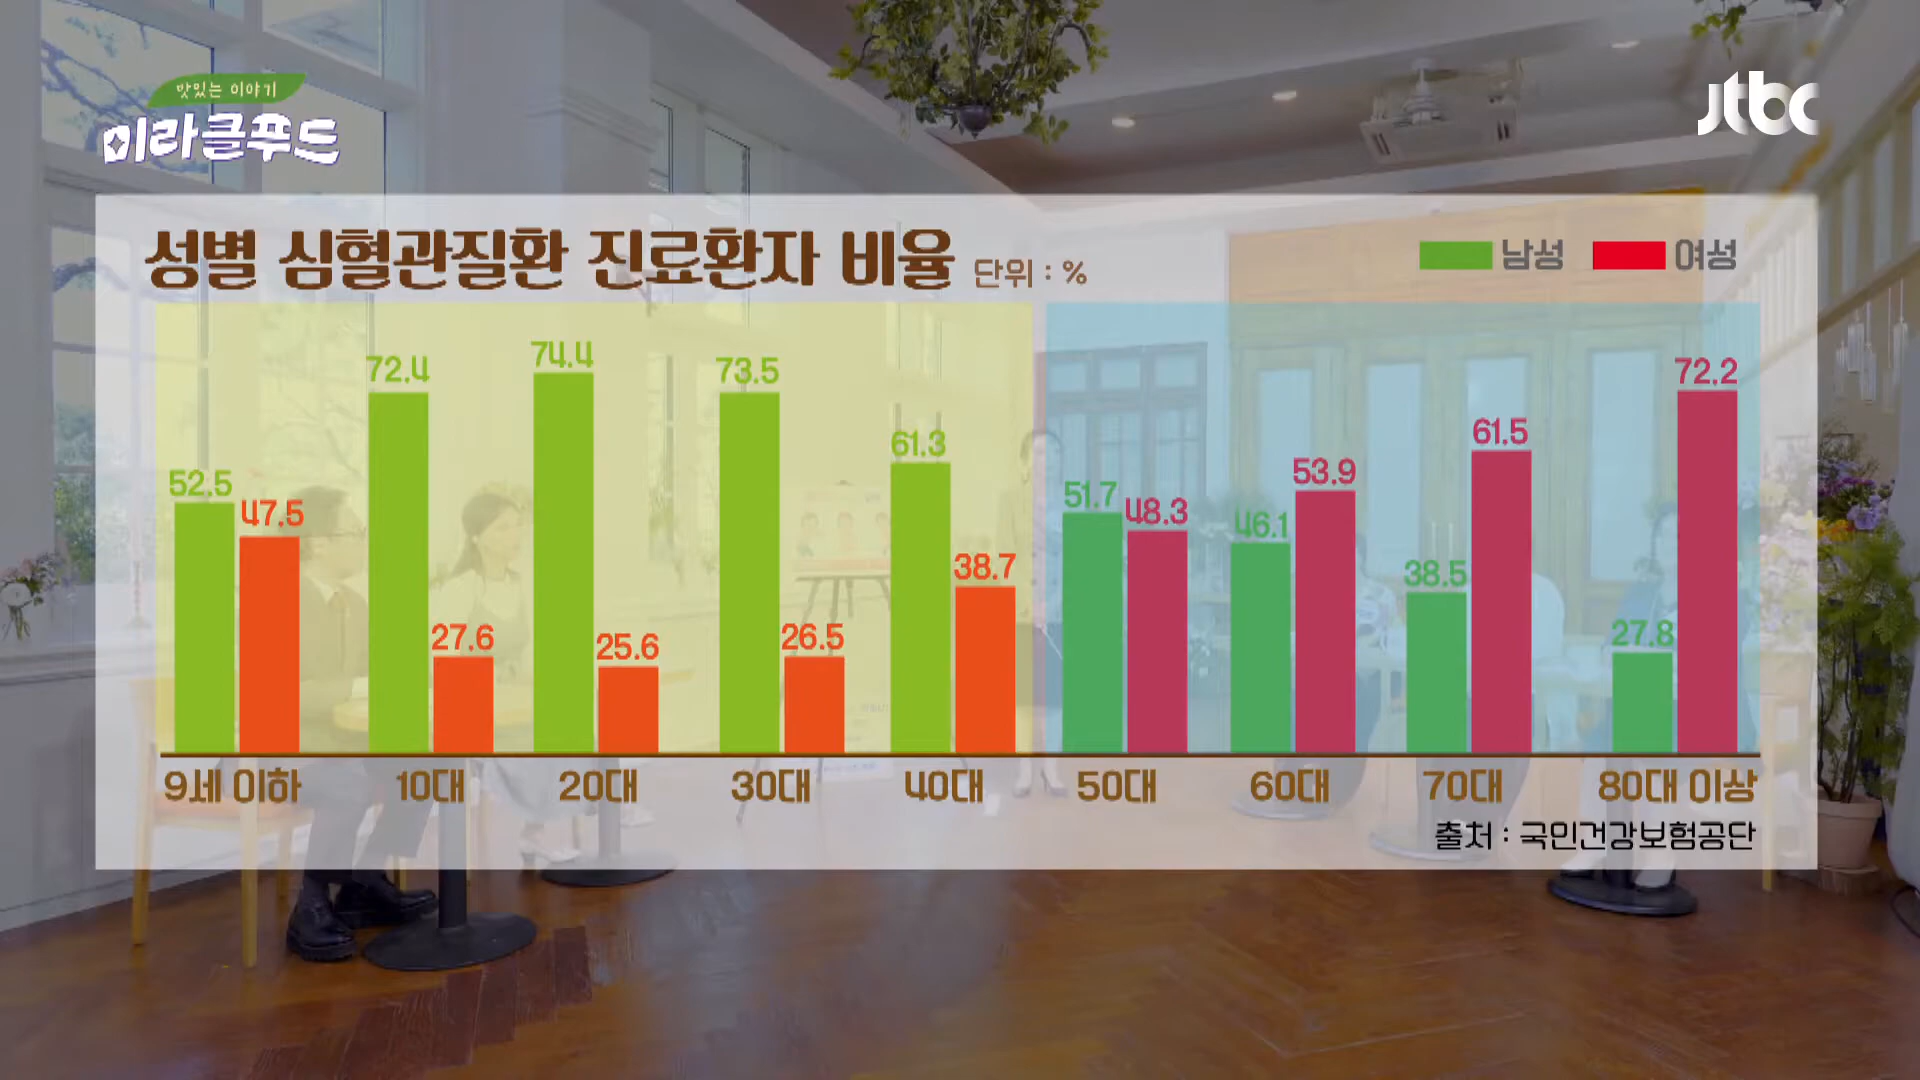 맛있는 이야기
미라클푸드
jtbc
성별 심혈관질환 진료환자 비율 단위 : %
남성 여성
52.5 47.5 72.4 27.6 74.4 25.6 73.5 26.5 61.3 38.7 51.7 48.3 46.1 53.9 38.5 61.5 27.8 72.2
9세 이하 10대 20대 30대 40대 50대 60대 70대 80대 이상
출처 : 국민건강보험공단